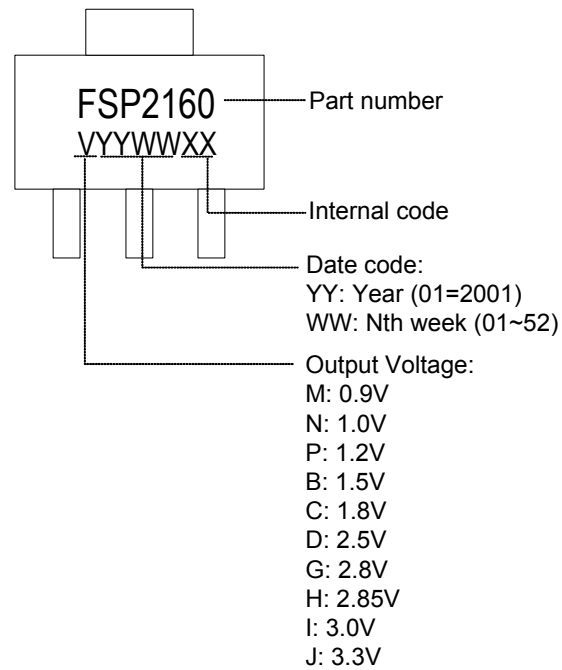 FSP2160
VYYWWXX
Part number
Internal code
Date code:
YY: Year (01=2001)
WW: Nth week (01~52)
Output Voltage:
M: 0.9V
N: 1.0V
P: 1.2V
B: 1.5V
C: 1.8V
D: 2.5V
G: 2.8V
H: 2.85V
I: 3.0V
J: 3.3V